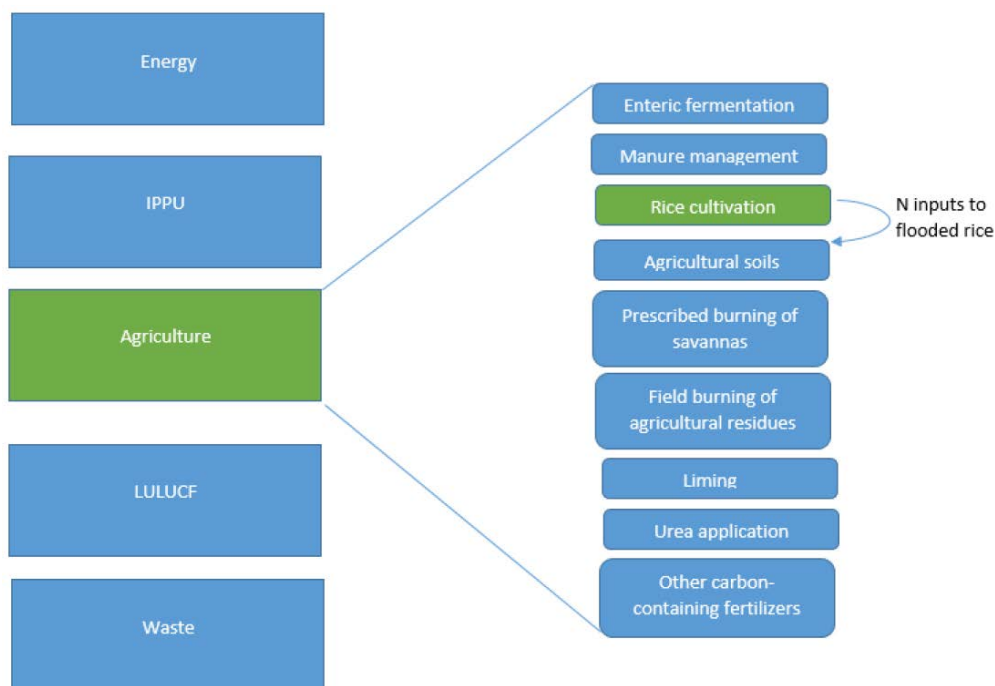 Energy
IPPU
Agriculture
LULUCF
Waste
Enteric fermentation
Manure management
Rice cultivation
N inputs to
flooded rice
Agricultural soils
Prescribed burning of
savannas
Field burning of
agricultural residues
Liming
Urea application
Other carbon-
containing fertilizers